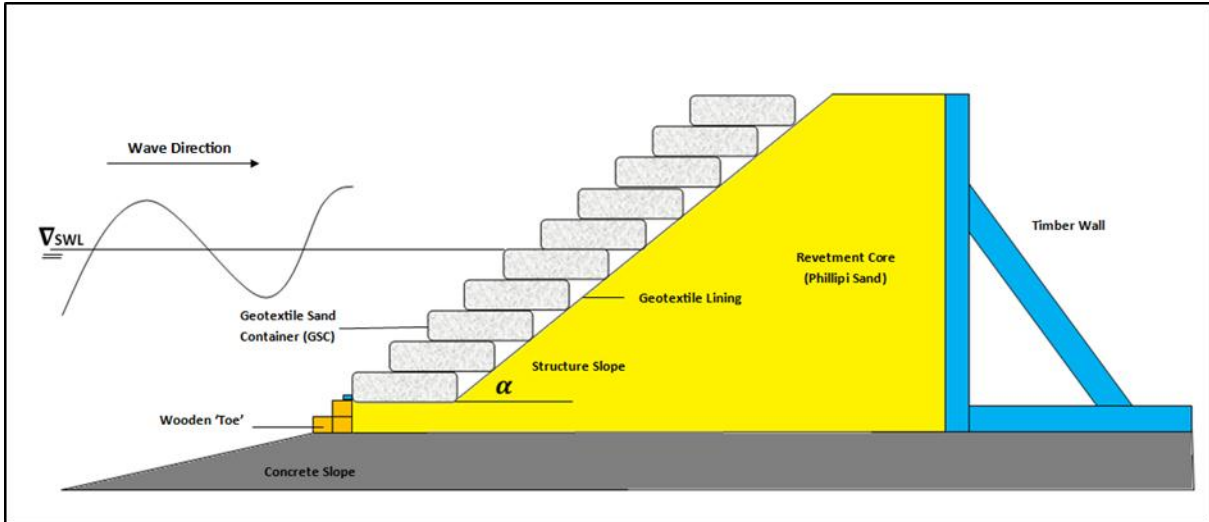 Wave Direction
∇SWL
Timber Wall
Revetment Core
(Phillipi Sand)
Geotextile Lining
Geotextile Sand
Container (GSC)
Structure Slope
α
Wooden 'Toe'
Concrete Slope